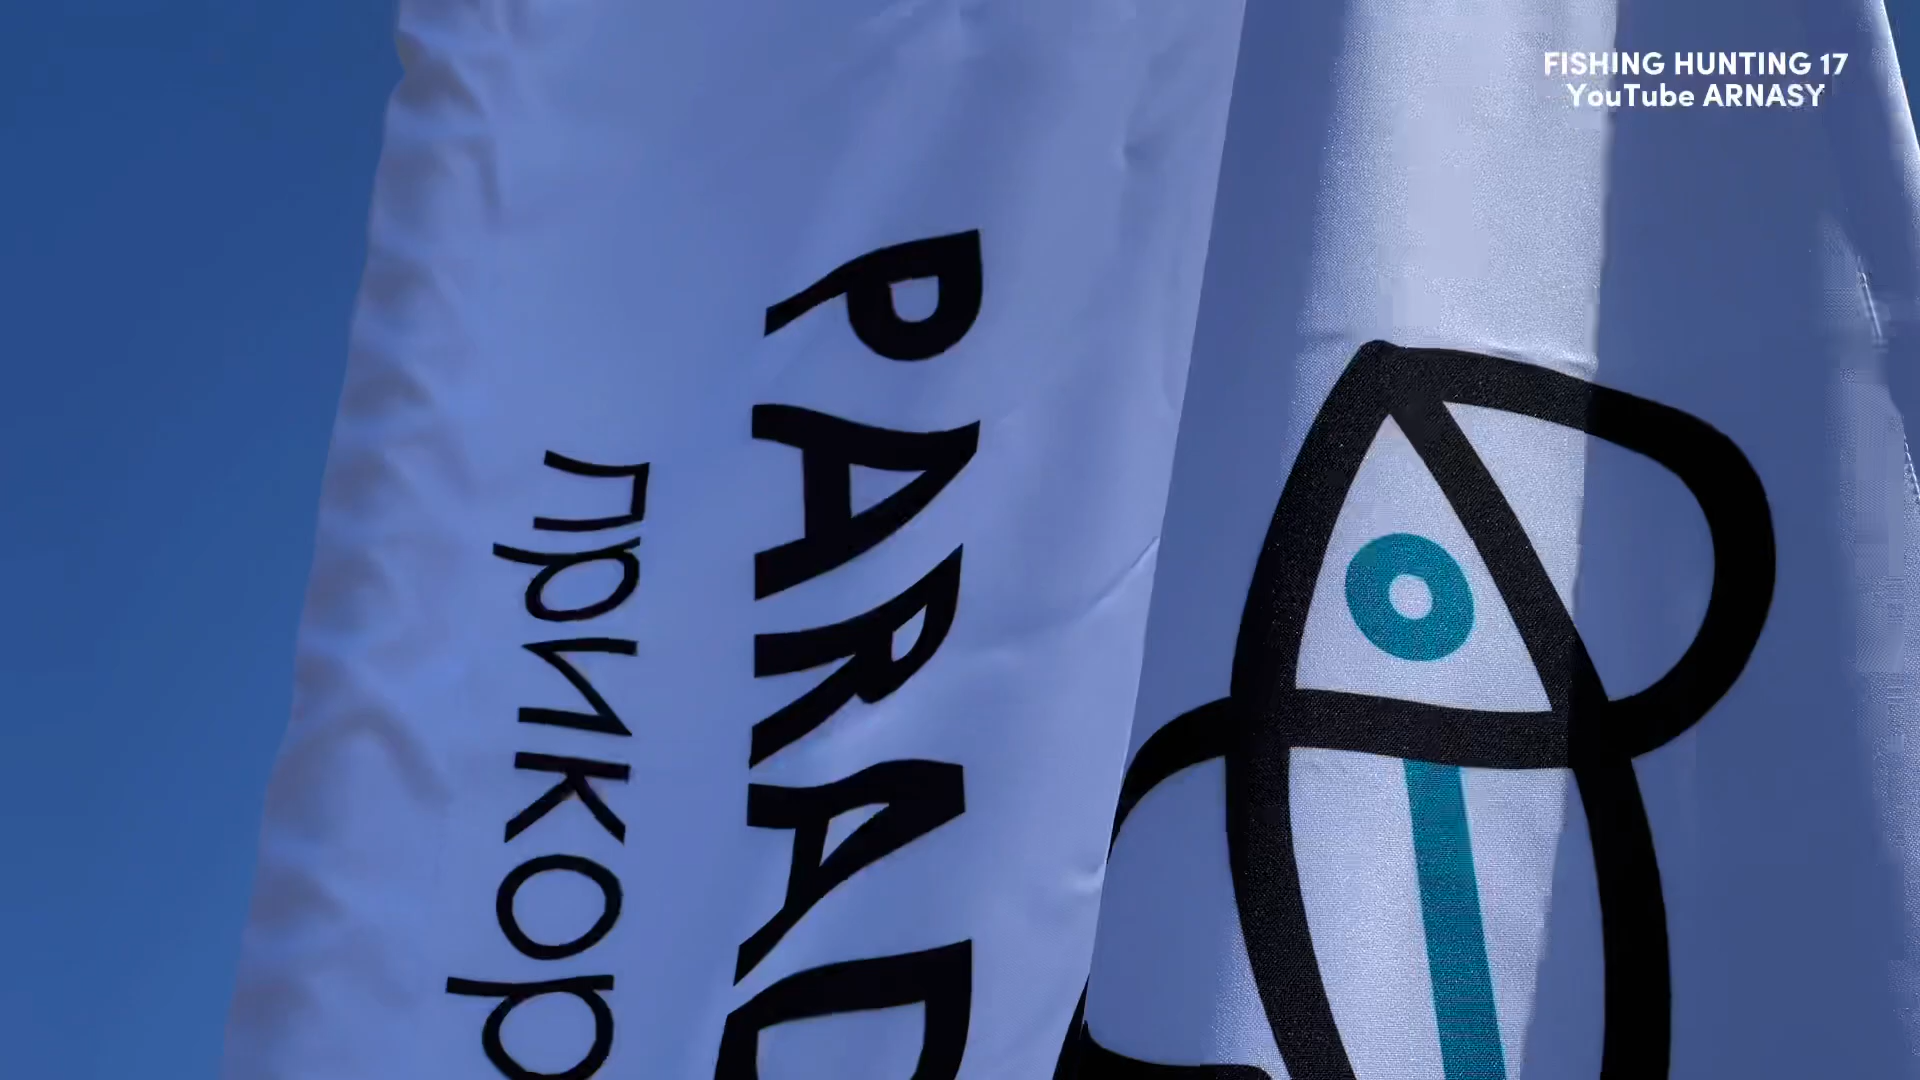 FISHING HUNTING 17
YouTube ARNASY
PARAD
прикор